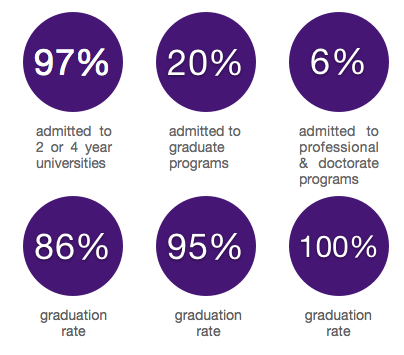 97%
20%
6%
admitted to
2 or 4 year
universities
admitted to
graduate
programs
admitted to
professional
& doctorate
programs
86%
95%
100%
graduation
rate
graduation
rate
graduation
rate